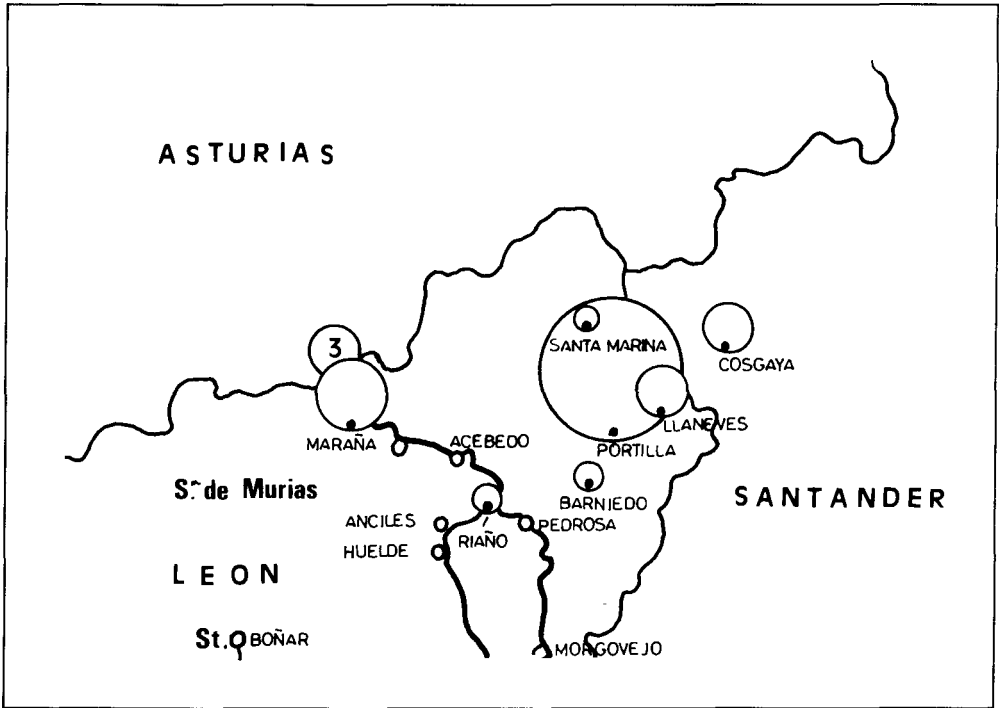 ASTURIAS
3
SANTA MARINA
COSGAYA
LLANEVES
MARAÑA
ACEBEDO
PORTILLA
Sª de Murias
BARNIEDO
SANTANDER
ANCILES
RIAÑO
PEDROSA
HUELDE
LEON
St. BOÑAR
MORGOVEJO